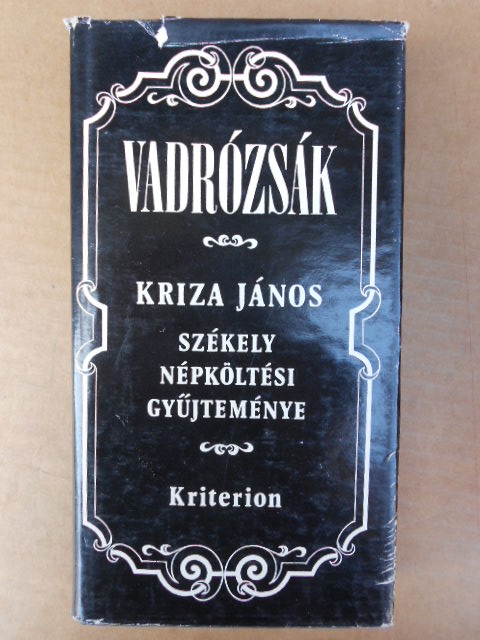 VADRÓZSÁK
KRIZA JÁNOS
SZÉKELY
NÉPKÖLTÉSI
GYŰJTEMÉNYE
Kriterion